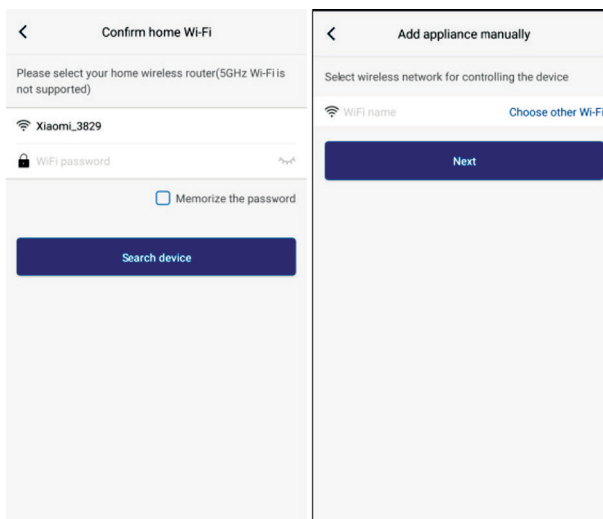 Confirm home Wi-Fi
Please select your home wireless router(5GHz Wi-Fi is
not supported)
Xiaomi_3829
WiFi password
Memorize the password
Search device
Add appliance manually
Select wireless network for controlling the device
WiFi name Choose other Wi-Fi
Next